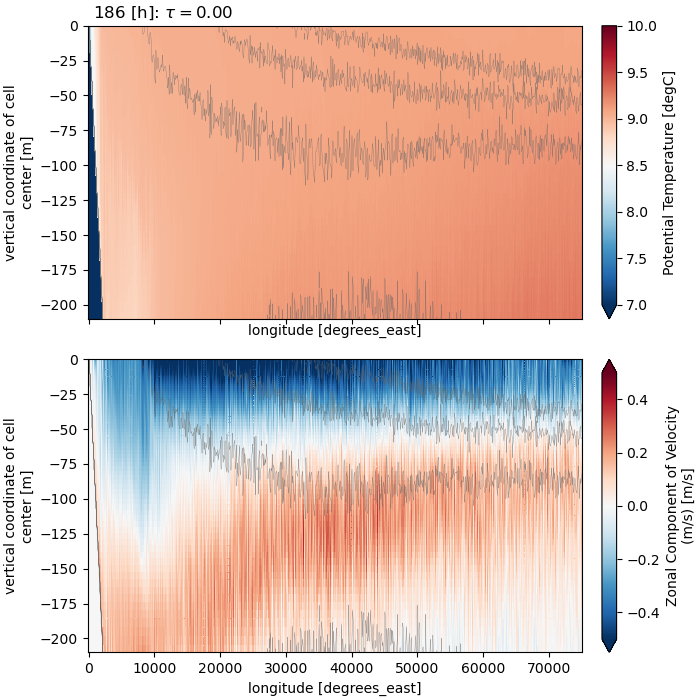 186 [h]: τ = 0.00
0
−25
−50
−75
−100
−125
−150
−175
−200
vertical coordinate of cell
center [m]
longitude [degrees_east]
10.0
9.5
9.0
8.5
8.0
7.5
7.0
Potential Temperature [degC]
0
−25
−50
−75
−100
−125
−150
−175
−200
vertical coordinate of cell
center [m]
0 10000 20000 30000 40000 50000 60000 70000
longitude [degrees_east]
0.4
0.2
0.0
−0.2
−0.4
Zonal Component of Velocity
(m/s) [m/s]